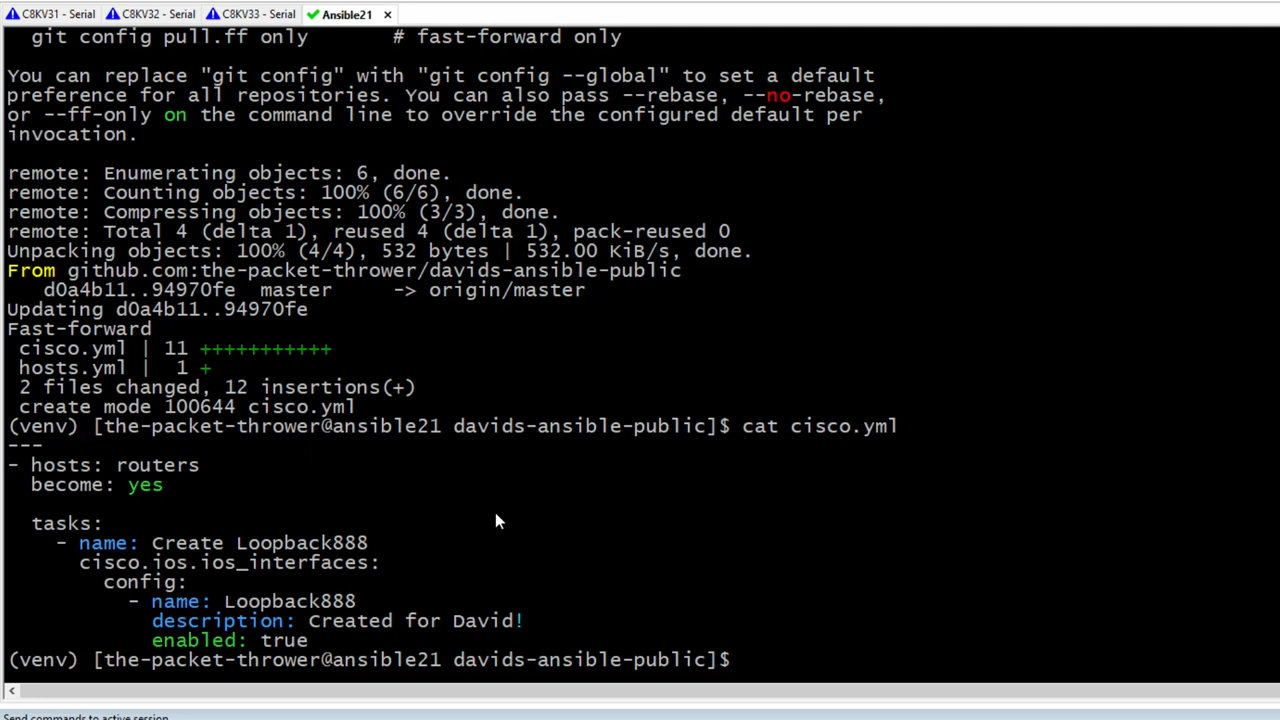 C8KV31 - Serial C8KV32 - Serial C8KV33 - Serial Ansible21 ×
git config pull.ff only # fast-forward only
You can replace "git config" with "git config --global" to set a default
preference for all repositories. You can also pass --rebase, --no-rebase,
or --ff-only on the command line to override the configured default per
invocation.
remote: Enumerating objects: 6, done.
remote: Counting objects: 100% (6/6), done.
remote: Compressing objects: 100% (3/3), done.
remote: Total 4 (delta 1), reused 4 (delta 1), pack-reused 0
Unpacking objects: 100% (4/4), 532 bytes | 532.00 KiB/s, done.
From github.com:the-packet-thrower/davids-ansible-public
d0a4b11..94970fe master -> origin/master
Updating d0a4b11..94970fe
Fast-forward
cisco.yml | 11 +++++++++++
hosts.yml | 1 +
2 files changed, 12 insertions(+)
create mode 100644 cisco.yml
(venv) [the-packet-thrower@ansible21 davids-ansible-public]$ cat cisco.yml
---
- hosts: routers
become: yes
tasks:
- name: Create Loopback888
cisco.ios.ios_interfaces:
config:
- name: Loopback888
description: Created for David!
enabled: true
(venv) [the-packet-thrower@ansible21 davids-ansible-public]$
Send commands to active session